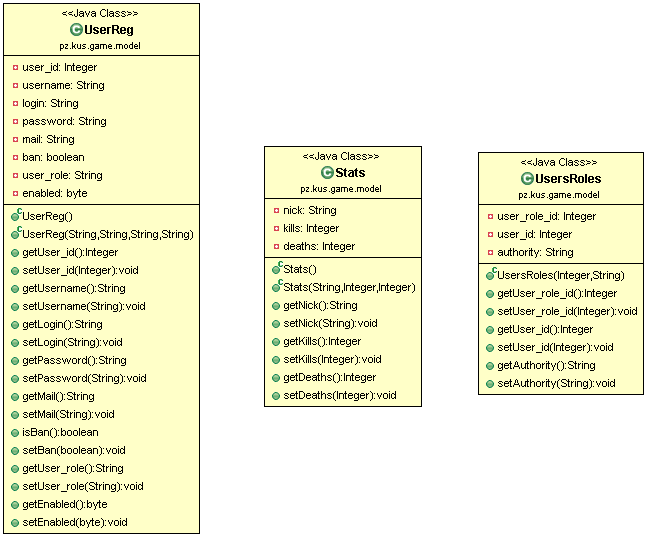 <<Java Class>>
UserReg
pz.kus.game.model
user_id: Integer
username: String
login: String
password: String
mail: String
ban: boolean
user_role: String
enabled: byte
UserReg()
UserReg(String,String,String,String)
getUser_id():Integer
setUser_id(Integer):void
getUsername():String
setUsername(String):void
getLogin():String
setLogin(String):void
getPassword():String
setPassword(String):void
getMail():String
setMail(String):void
isBan():boolean
setBan(boolean):void
getUser_role():String
setUser_role(String):void
getEnabled():byte
setEnabled(byte):void
<<Java Class>>
Stats
pz.kus.game.model
nick: String
kills: Integer
deaths: Integer
Stats()
Stats(String,Integer,Integer)
getNick():String
setNick(String):void
getKills():Integer
setKills(Integer):void
getDeaths():Integer
setDeaths(Integer):void
<<Java Class>>
UsersRoles
pz.kus.game.model
user_role_id: Integer
user_id: Integer
authority: String
UsersRoles(Integer,String)
getUser_role_id():Integer
setUser_role_id(Integer):void
getUser_id():Integer
setUser_id(Integer):void
getAuthority():String
setAuthority(String):void